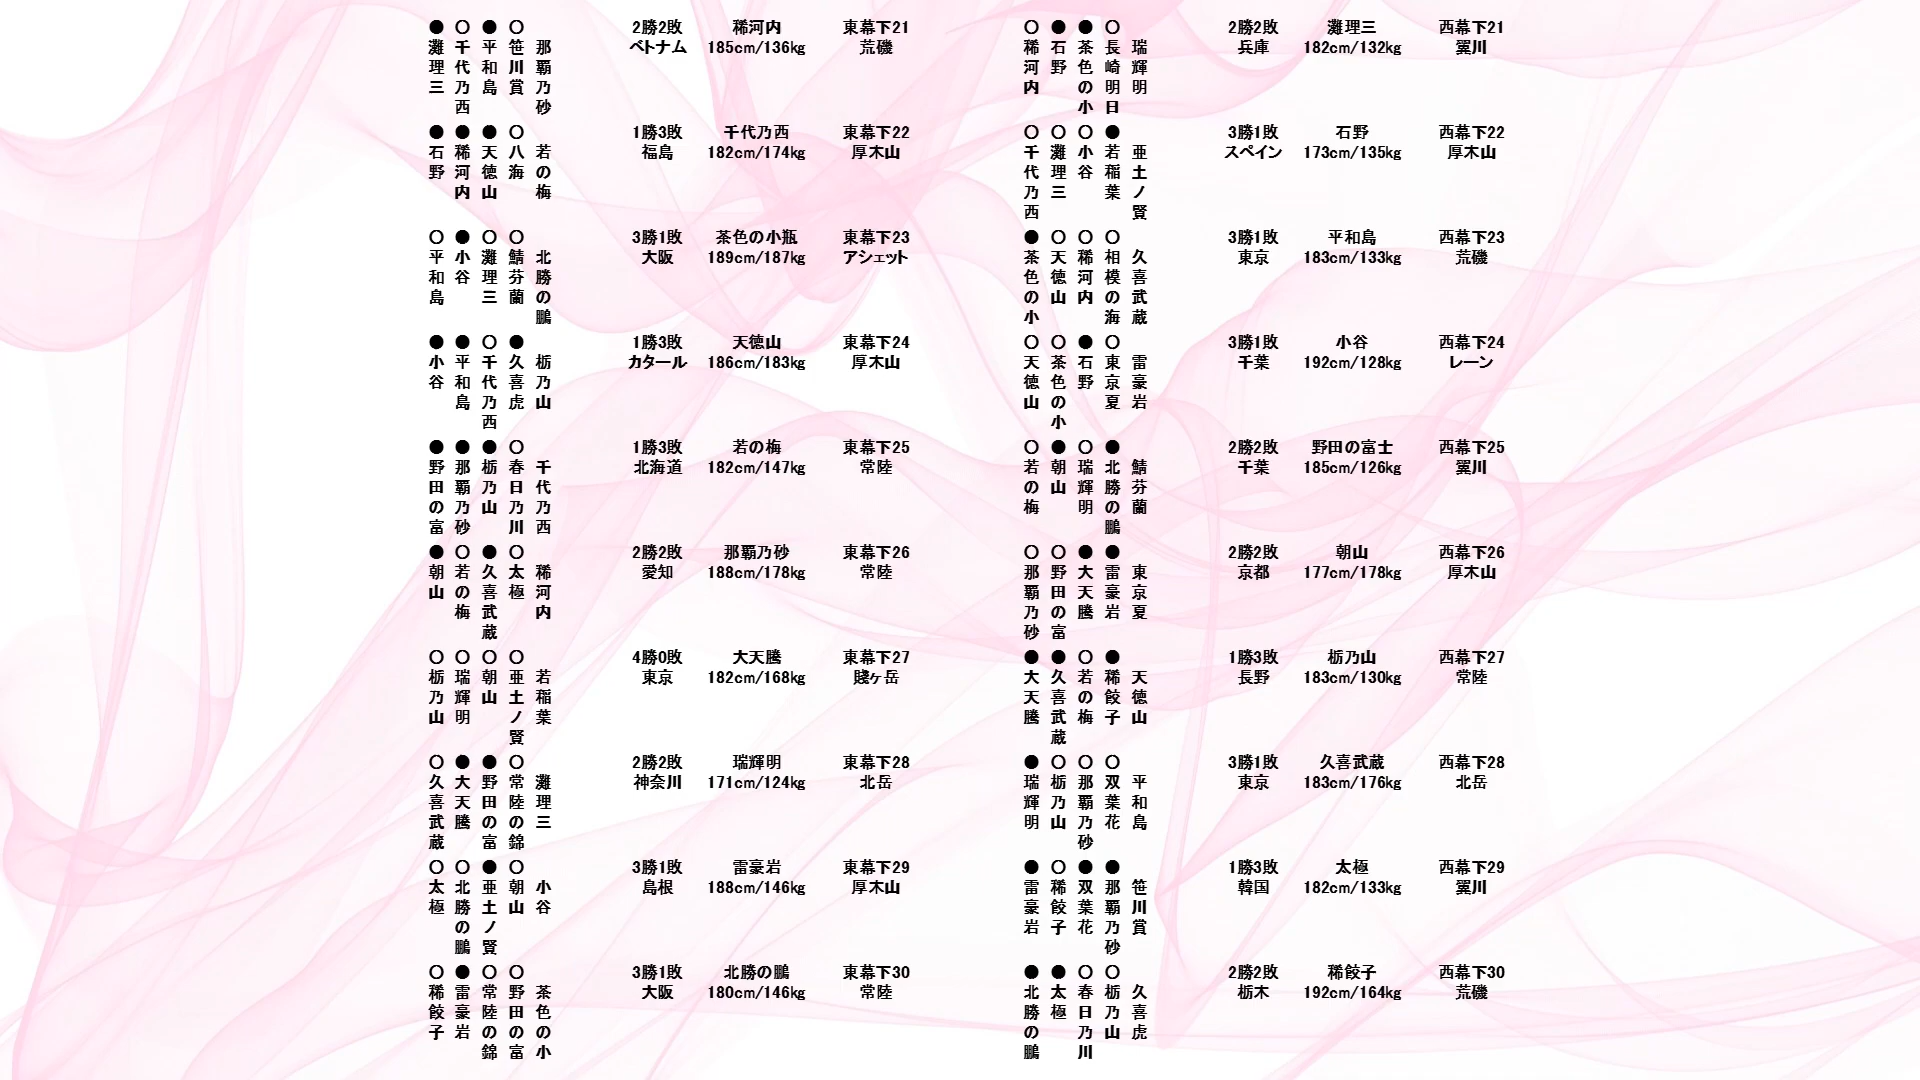 ● ○ ● ○ 2勝2敗 稀河内 東幕下21
ベトナム 185cm/136kg 荒磯
灘理三
千代乃西
平和島
笹川賞
那覇乃砂
○ ● ● ○ 2勝2敗 灘理三 西幕下21
兵庫 182cm/132kg 翼川
稀河内
石野
茶色の小
長崎明日
瑞輝明
● ● ● ○ 1勝3敗 千代乃西 東幕下22
福島 182cm/174kg 厚木山
石野
稀河内
天徳山
八海
若の梅
○ ○ ○ ● 3勝1敗 石野 西幕下22
スペイン 173cm/135kg 厚木山
千代乃西
灘理三
小谷
若稲葉
亜土ノ賢
○ ● ○ ○ 3勝1敗 茶色の小瓶 東幕下23
大阪 189cm/187kg アシェット
平和島
小谷
灘理三
鯖芬蘭
北勝の鵬
● ○ ○ ○ 3勝1敗 平和島 西幕下23
東京 183cm/133kg 荒磯
茶色の小
天徳山
稀河内
相模の海
久喜武蔵
● ● ○ ● 1勝3敗 天徳山 東幕下24
カタール 186cm/183kg 厚木山
小谷
平和島
千代乃西
久喜虎
栃乃山
○ ○ ● ○ 3勝1敗 小谷 西幕下24
千葉 192cm/128kg レーン
天徳山
茶色の小
石野
東京夏
雷豪岩
● ● ● ○ 1勝3敗 若の梅 東幕下25
北海道 182cm/147kg 常陸
野田の富
那覇乃砂
栃乃山
春日乃川
千代乃西
○ ● ○ ● 2勝2敗 野田の富士 西幕下25
千葉 185cm/126kg 翼川
若の梅
朝山
瑞輝明
北勝の鵬
鯖芬蘭
● ○ ● ○ 2勝2敗 那覇乃砂 東幕下26
愛知 188cm/178kg 常陸
朝山
若の梅
久喜武蔵
太極
稀河内
○ ○ ● ● 2勝2敗 朝山 西幕下26
京都 177cm/178kg 厚木山
那覇乃砂
野田の富
大天騰
雷豪岩
東京夏
○ ○ ○ ○ 4勝0敗 大天騰 東幕下27
東京 182cm/168kg 賤ヶ岳
栃乃山
瑞輝明
朝山
亜土ノ賢
若稲葉
● ● ○ ● 1勝3敗 栃乃山 西幕下27
長野 183cm/130kg 常陸
大天騰
久喜武蔵
若の梅
稀餃子
天徳山
○ ● ● ○ 2勝2敗 瑞輝明 東幕下28
神奈川 171cm/124kg 北岳
久喜武蔵
大天騰
野田の富
常陸の錦
灘理三
● ○ ○ ○ 3勝1敗 久喜武蔵 西幕下28
東京 183cm/176kg 北岳
瑞輝明
栃乃山
那覇乃砂
双葉花
平和島
○ ○ ● ○ 3勝1敗 雷豪岩 東幕下29
島根 188cm/146kg 厚木山
太極
北勝の鵬
亜土ノ賢
朝山
小谷
● ○ ● ● 1勝3敗 太極 西幕下29
韓国 182cm/133kg 翼川
雷豪岩
稀餃子
双葉花
那覇乃砂
笹川賞
○ ● ○ ○ 3勝1敗 北勝の鵬 東幕下30
大阪 180cm/146kg 常陸
稀餃子
雷豪岩
常陸の錦
野田の富
茶色の小
● ● ○ ○ 2勝2敗 稀餃子 西幕下30
栃木 192cm/164kg 荒磯
北勝の鵬
太極
春日乃川
栃乃山
久喜虎